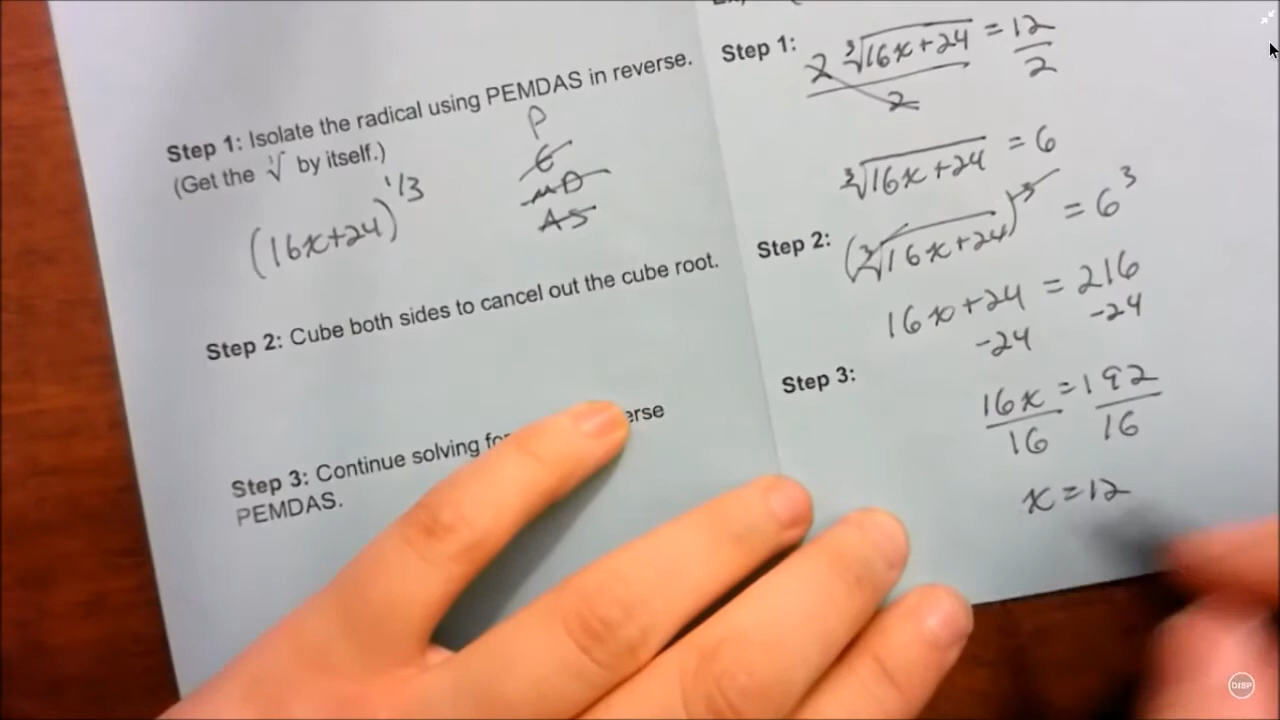 Step 1: Isolate the radical using PEMDAS in reverse.
(Get the ∛ by itself.)
(16x+24)^1/3
P
E
MD
AS
Step 2: Cube both sides to cancel out the cube root.
Step 3: Continue solving
PEMDAS.
Step 1: 2 ∛16x+24 = 12
2 2
∛16x+24 = 6
Step 2: (∛16x+24)^3 = 6^3
16x+24 = 216
-24 -24
Step 3:
16x = 192
16 16
x = 12
DISP